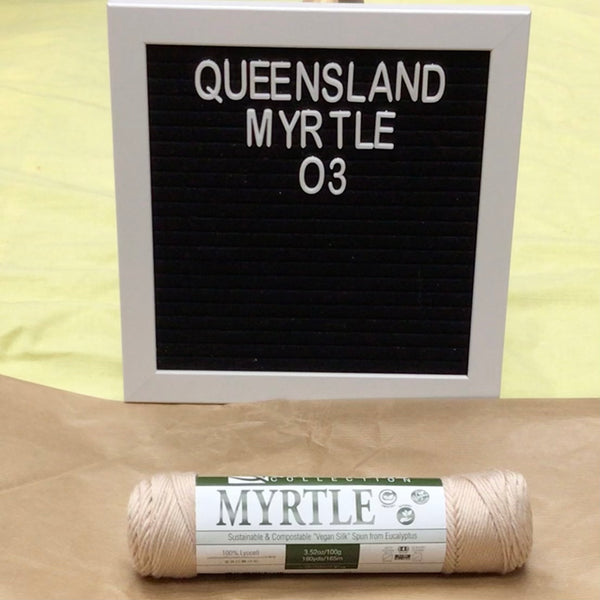 QUEENSLAND
MYRTLE
03
COLLECTION
MYRTLE
Sustainable & Compostable "Vegan Silk" Spun from Eucalyptus
100% Lyocell
3.52oz/100g
180yds/165m